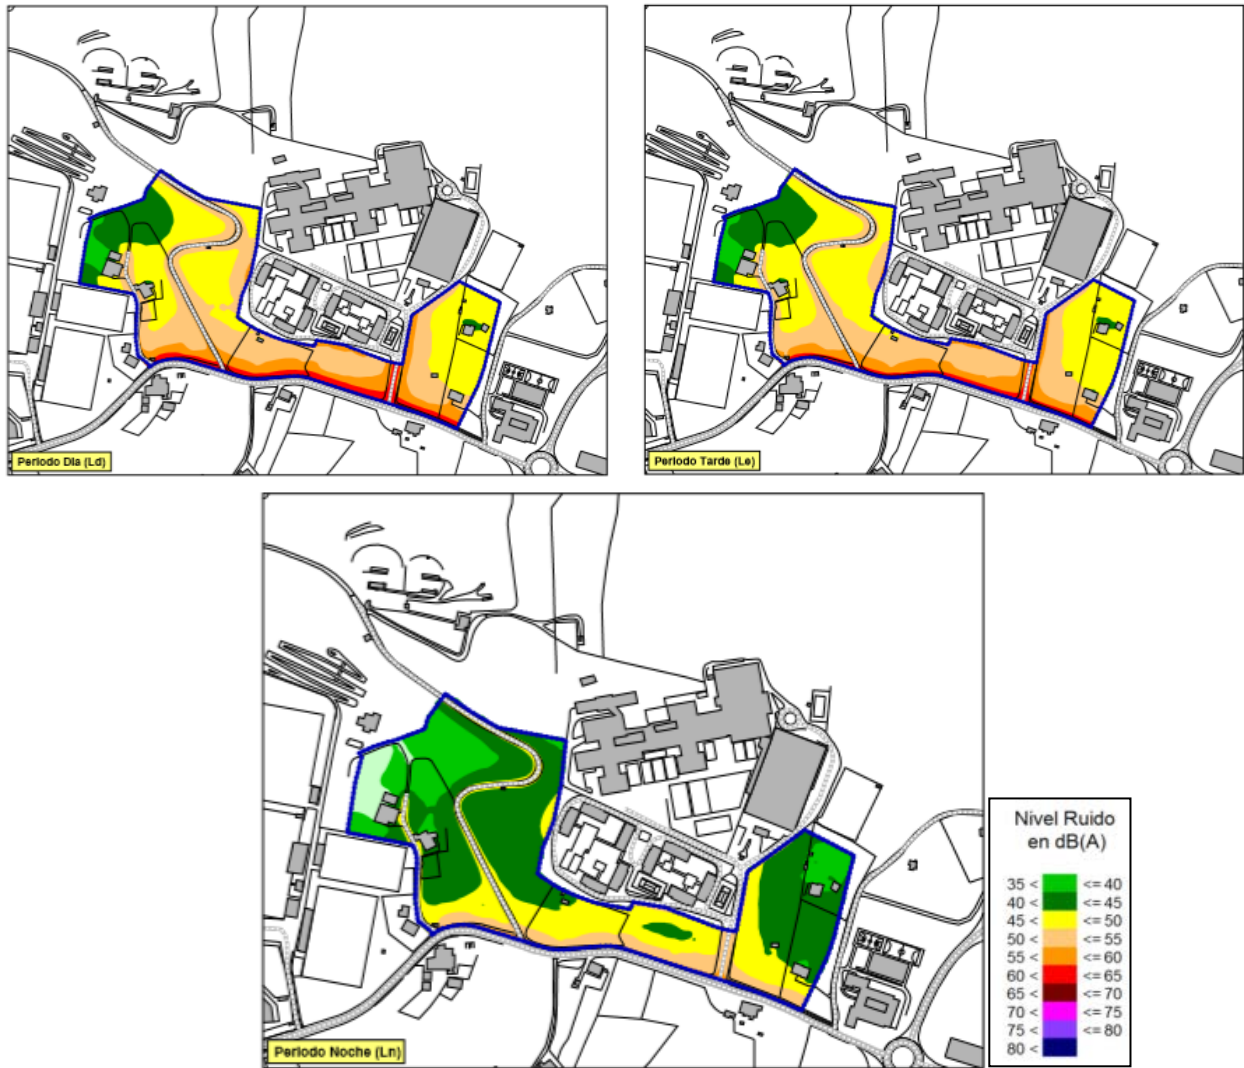 Periodo Dia (Ld)
Periodo Tarde (Le)
Periodo Noche (Ln)
Nivel Ruido
en dB(A)
35 < <= 40
40 < <= 45
45 < <= 50
50 < <= 55
55 < <= 60
60 < <= 65
65 < <= 70
70 < <= 75
75 < <= 80
80 <